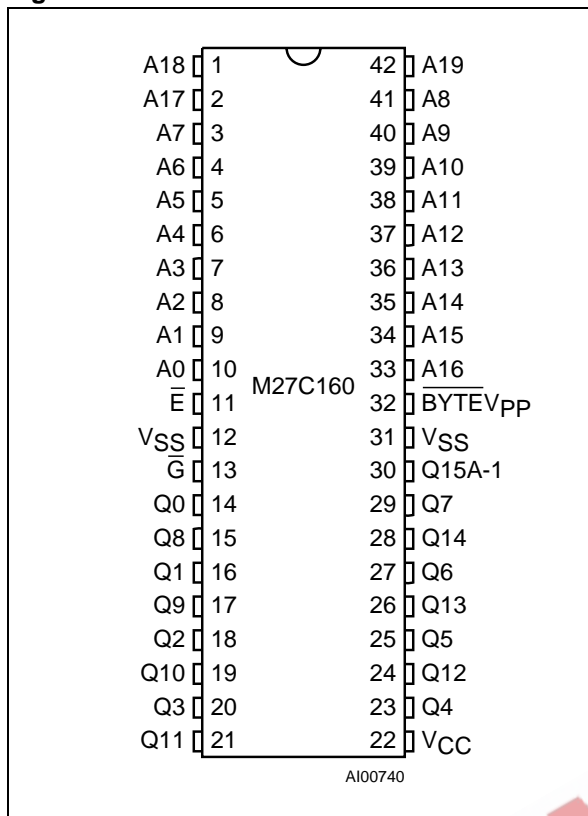 A18 1 42 A19
A17 2 41 A8
A7 3 40 A9
A6 4 39 A10
A5 5 38 A11
A4 6 37 A12
A3 7 36 A13
A2 8 35 A14
A1 9 34 A15
A0 10 33 A16
M27C160
E̅ 11 32 B̅Y̅T̅E̅VPP
VSS 12 31 VSS
G̅ 13 30 Q15A-1
Q0 14 29 Q7
Q8 15 28 Q14
Q1 16 27 Q6
Q9 17 26 Q13
Q2 18 25 Q5
Q10 19 24 Q12
Q3 20 23 Q4
Q11 21 22 VCC
AI00740